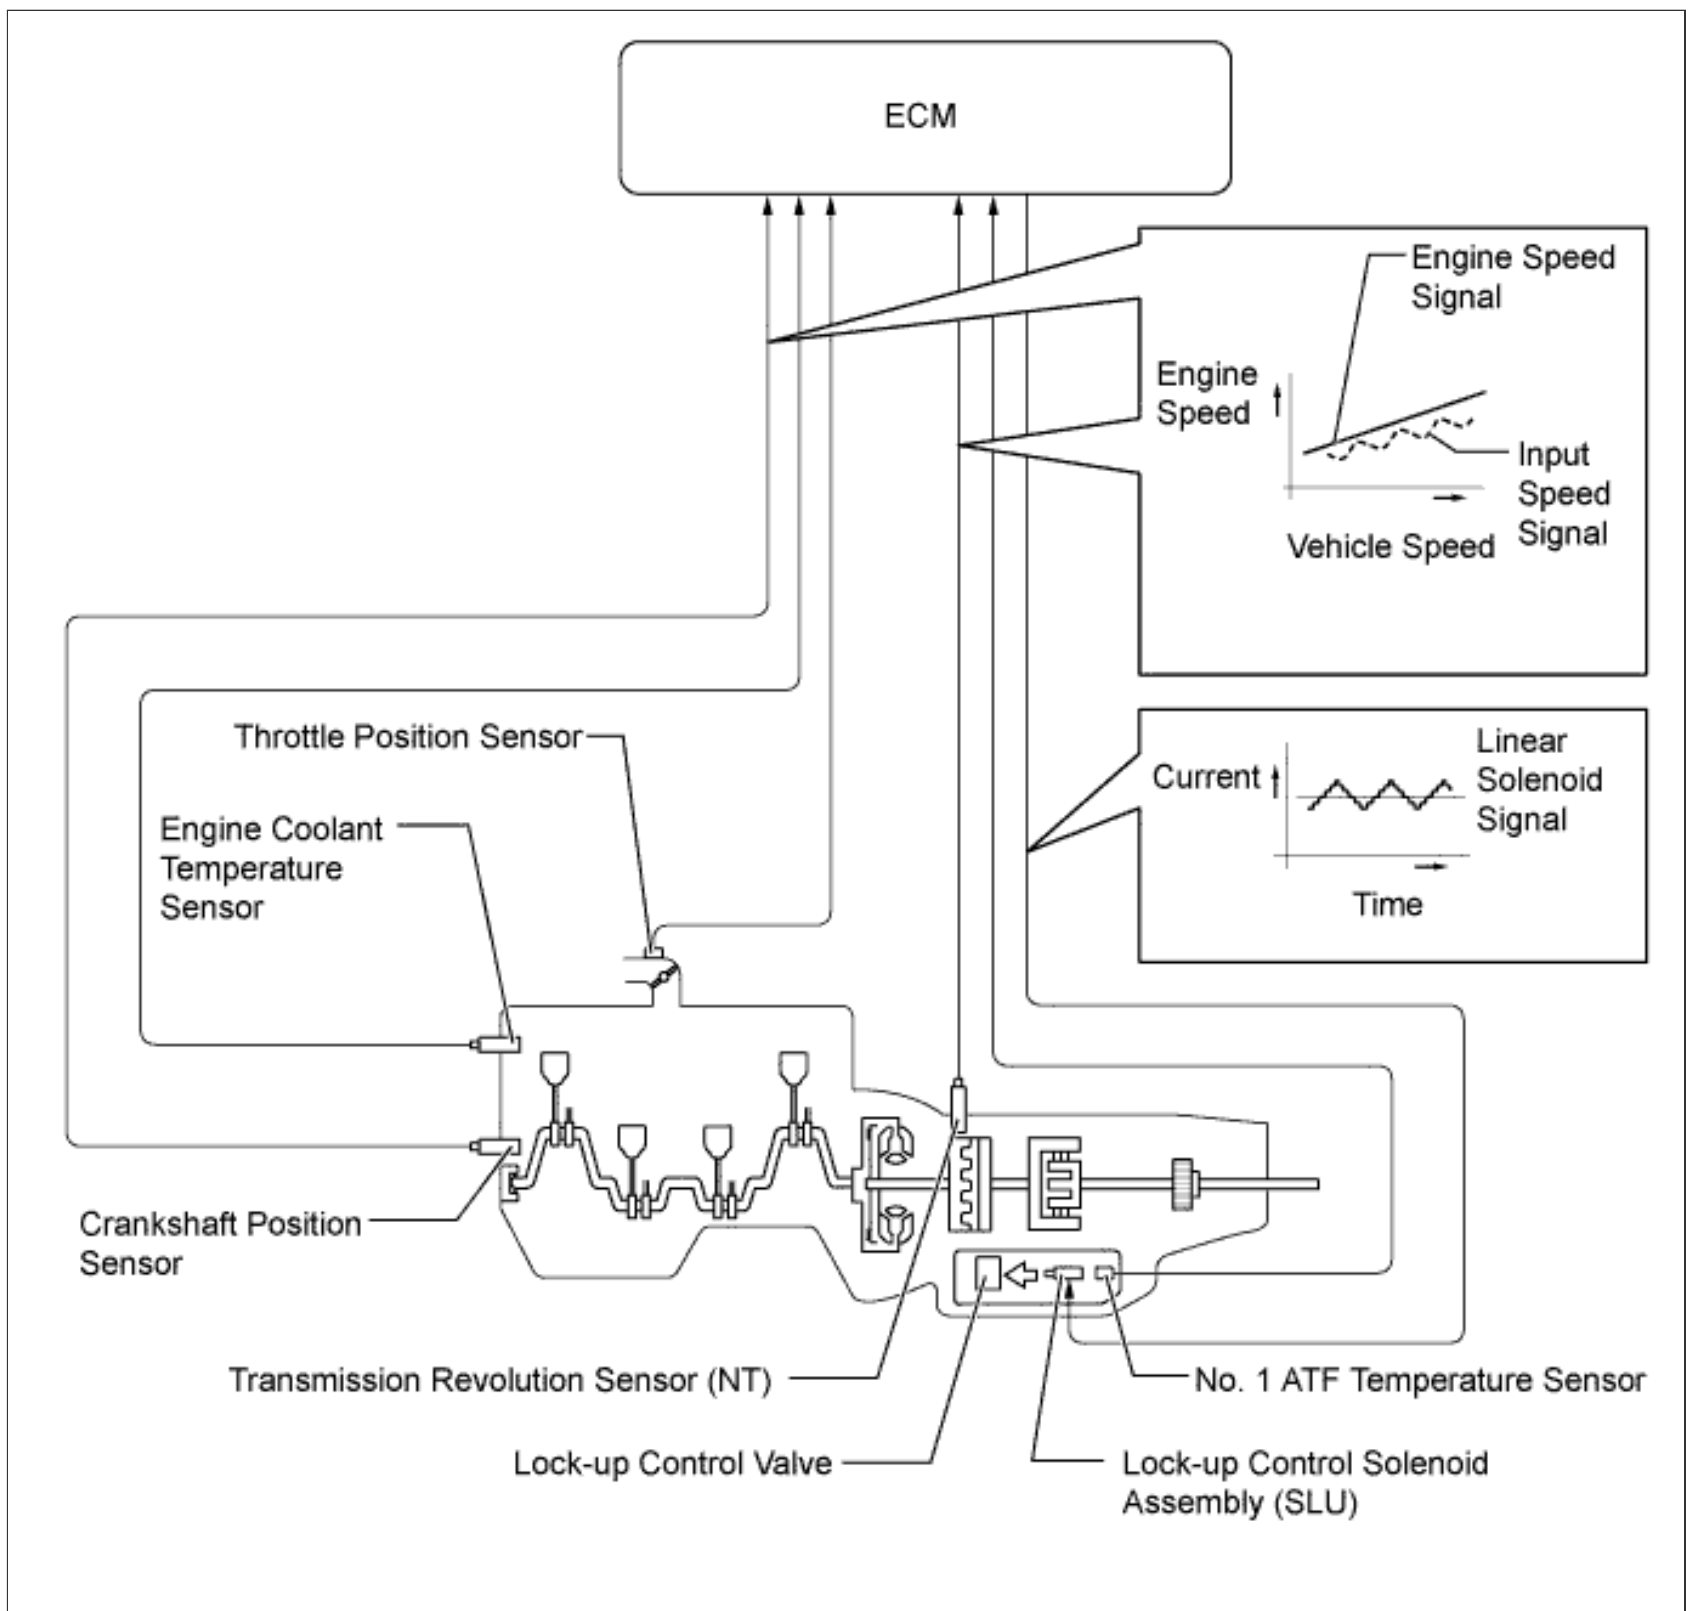 ECM
Engine Speed
Signal
Engine
Speed
Input
Speed
Signal
Vehicle Speed
Throttle Position Sensor
Linear
Solenoid
Signal
Current
Time
Engine Coolant
Temperature
Sensor
Crankshaft Position
Sensor
Transmission Revolution Sensor (NT)
No. 1 ATF Temperature Sensor
Lock-up Control Valve
Lock-up Control Solenoid
Assembly (SLU)